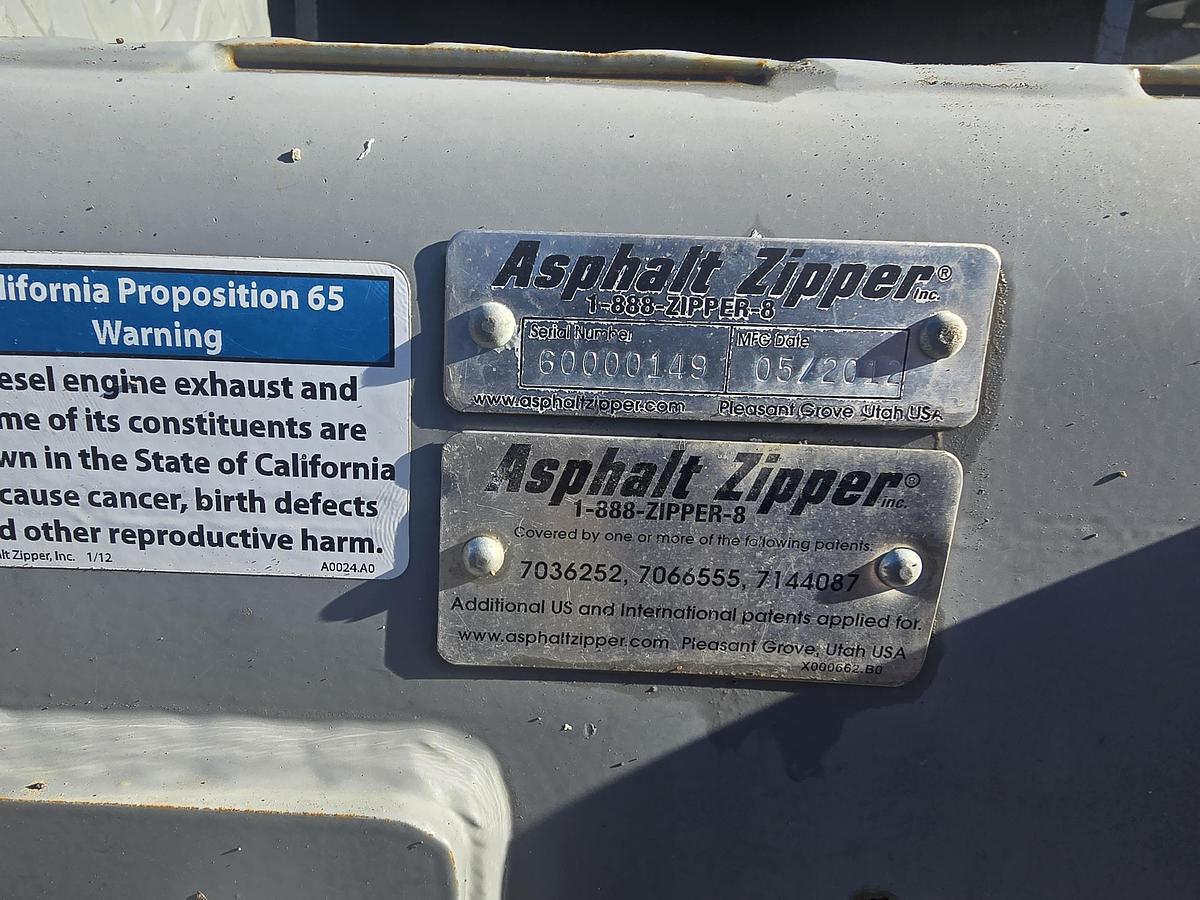 lifornia Proposition 65
Warning
esel engine exhaust and
me of its constituents are
wn in the State of California
cause cancer, birth defects
d other reproductive harm.
lt Zipper, Inc. 1/12
A0024.A0
Asphalt Zipper® Inc.
1-888-ZIPPER-8
Serial Number
MFG Date
60000149
05/2012
www.asphaltzipper.com Pleasant Grove, Utah USA
Asphalt Zipper® inc.
1-888-ZIPPER-8
Covered by one or more of the following patents:
7036252, 7066555, 7144087
Additional US and International patents applied for.
www.asphaltzipper.com Pleasant Grove, Utah USA
X000662.B0